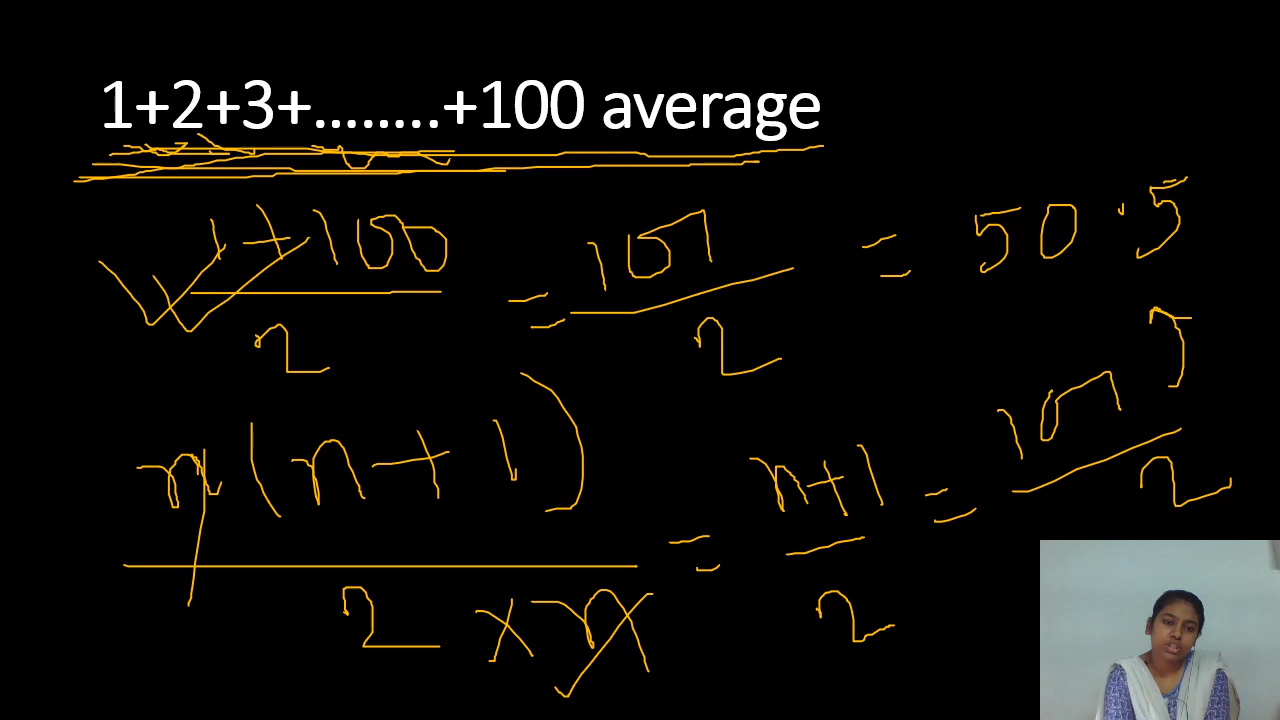 1+2+3+........+100 average
1+100 / 2 = 101 / 2 = 50.5
n(n+1) / 2 × n = n+1 / 2 = 101 / 2